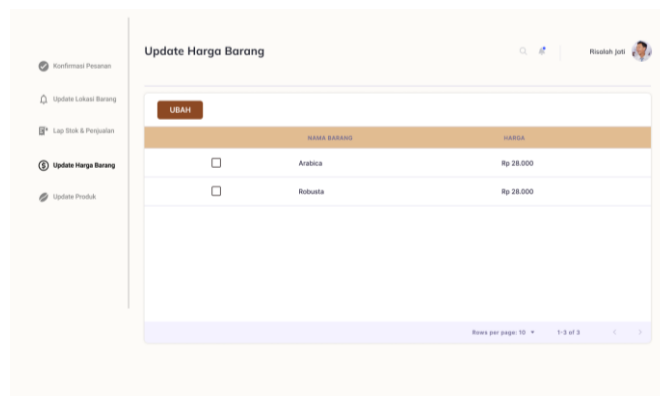 Update Harga Barang
Risalah Jati
Konfirmasi Pesanan
Update Lokasi Barang
Lap Stok & Penjualan
Update Harga Barang
Update Produk
UBAH
NAMA BARANG HARGA
Arabica Rp 28.000
Robusta Rp 28.000
Rows per page: 10 1-3 of 3